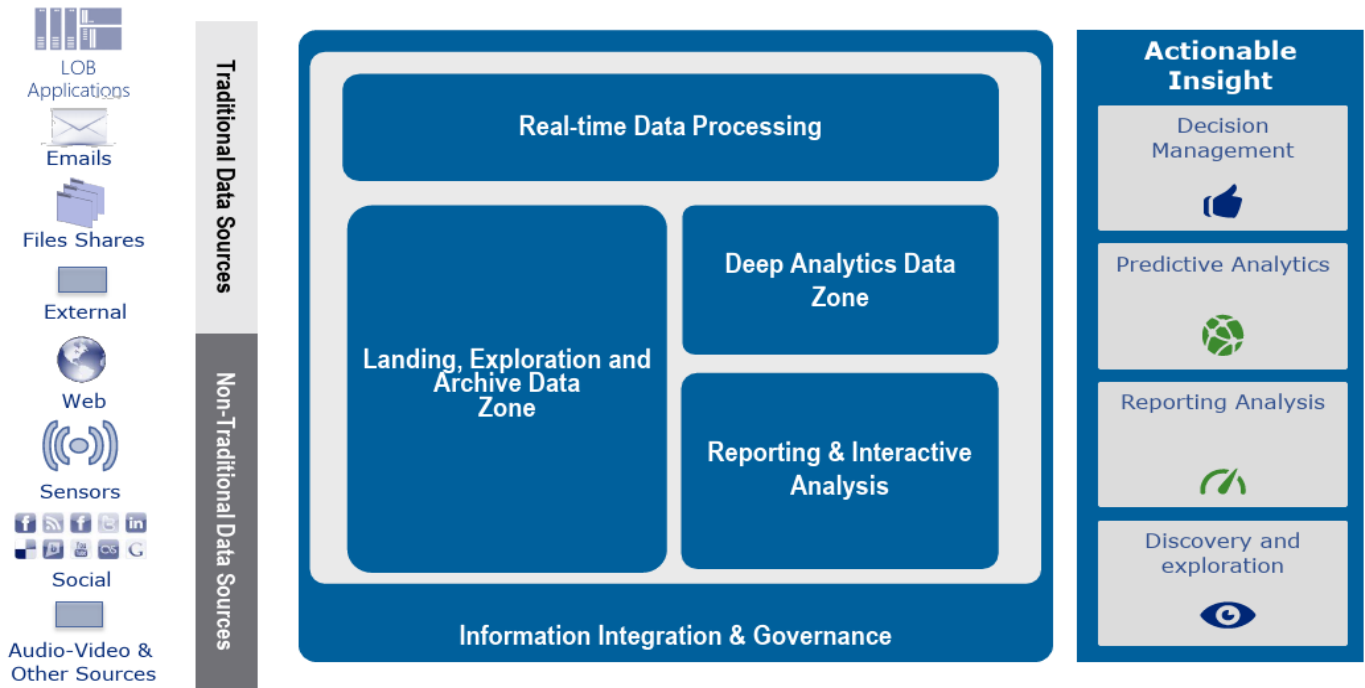 LOB
Applications
Emails
Files Shares
External
Web
Sensors
Social
Audio-Video &
Other Sources
Traditional Data Sources
Non-Traditional Data Sources
Real-time Data Processing
Landing, Exploration and
Archive Data
Zone
Deep Analytics Data
Zone
Reporting & Interactive
Analysis
Information Integration & Governance
Actionable
Insight
Decision
Management
Predictive Analytics
Reporting Analysis
Discovery and
exploration